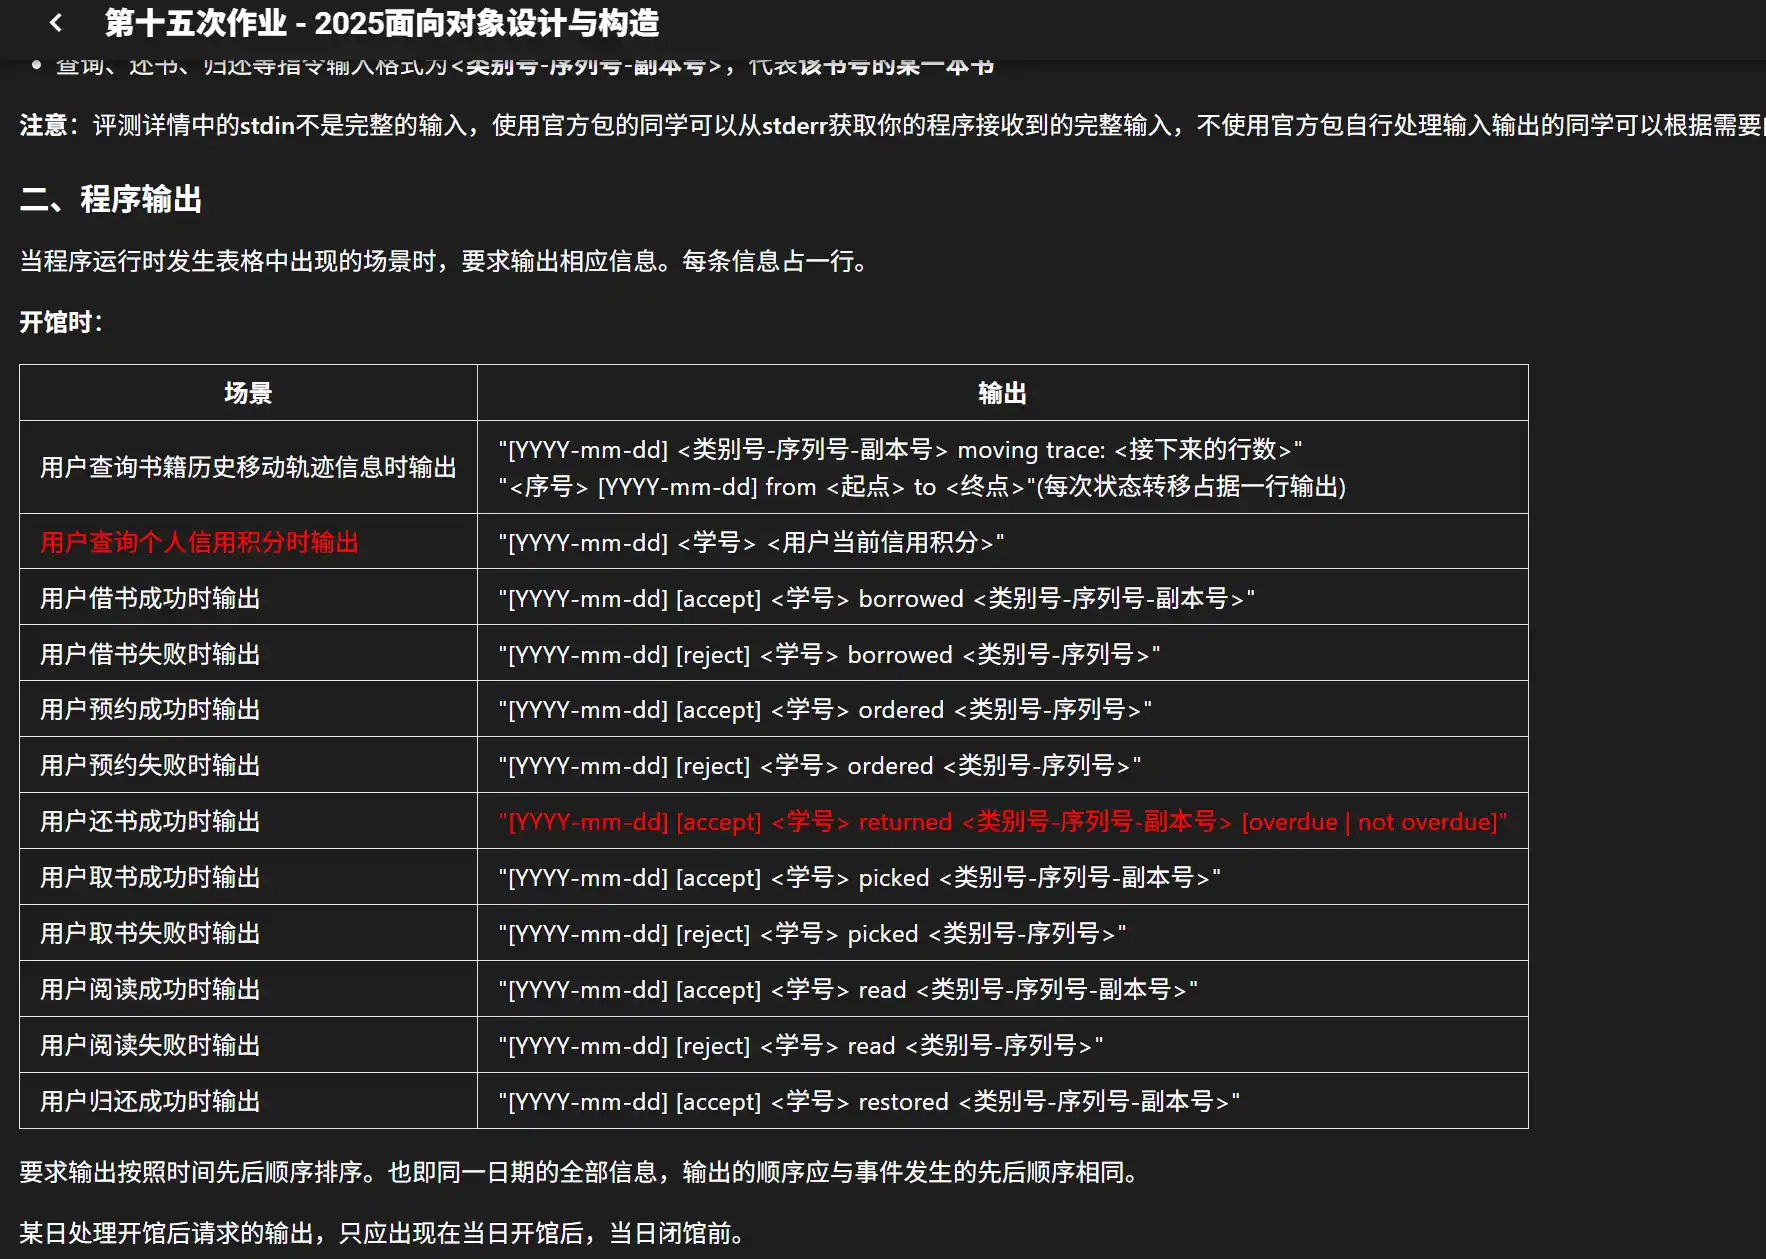 第十五次作业 - 2025面向对象设计与构造
查询、还书、归还等指令输入格式为<类别号-序列号-副本号>，代表该书号的某一本书
注意：评测详情中的stdin不是完整的输入，使用官方包的同学可以从stderr获取你的程序接收到的完整输入，不使用官方包自行处理输入输出的同学可以根据需要
二、程序输出
当程序运行时发生表格中出现的场景时，要求输出相应信息。每条信息占一行。
开馆时：
场景 输出
用户查询书籍历史移动轨迹信息时输出 "[YYYY-mm-dd] <类别号-序列号-副本号> moving trace: <接下来的行数>"
"<序号> [YYYY-mm-dd] from <起点> to <终点>"(每次状态转移占据一行输出)
用户查询个人信用积分时输出 "[YYYY-mm-dd] <学号> <用户当前信用积分>"
用户借书成功时输出 "[YYYY-mm-dd] [accept] <学号> borrowed <类别号-序列号-副本号>"
用户借书失败时输出 "[YYYY-mm-dd] [reject] <学号> borrowed <类别号-序列号>"
用户预约成功时输出 "[YYYY-mm-dd] [accept] <学号> ordered <类别号-序列号>"
用户预约失败时输出 "[YYYY-mm-dd] [reject] <学号> ordered <类别号-序列号>"
用户还书成功时输出 "[YYYY-mm-dd] [accept] <学号> returned <类别号-序列号-副本号> [overdue | not overdue]"
用户取书成功时输出 "[YYYY-mm-dd] [accept] <学号> picked <类别号-序列号-副本号>"
用户取书失败时输出 "[YYYY-mm-dd] [reject] <学号> picked <类别号-序列号>"
用户阅读成功时输出 "[YYYY-mm-dd] [accept] <学号> read <类别号-序列号-副本号>"
用户阅读失败时输出 "[YYYY-mm-dd] [reject] <学号> read <类别号-序列号>"
用户归还成功时输出 "[YYYY-mm-dd] [accept] <学号> restored <类别号-序列号-副本号>"
要求输出按照时间先后顺序排序。也即同一日期的全部信息，输出的顺序应与事件发生的先后顺序相同。
某日处理开馆后请求的输出，只应出现在当日开馆后，当日闭馆前。